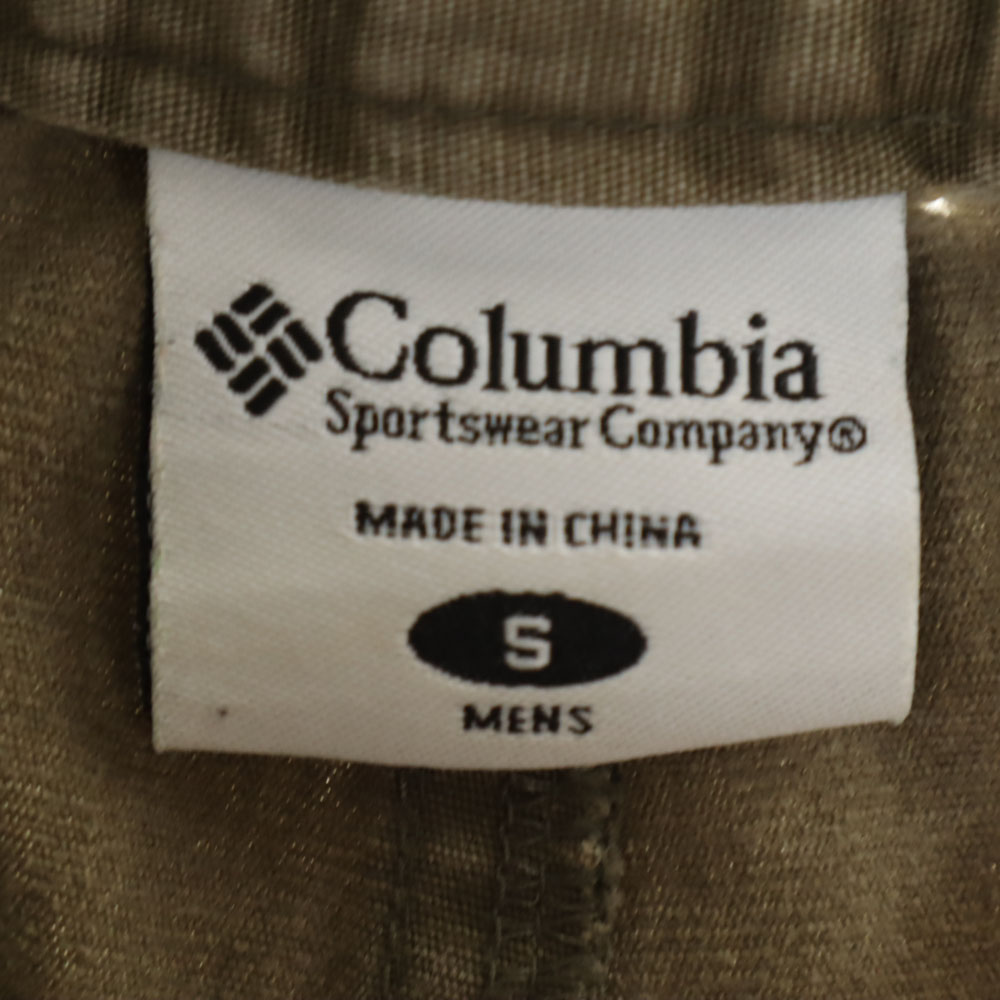 Columbia
Sportswear Company®
MADE IN CHINA
S
MENS